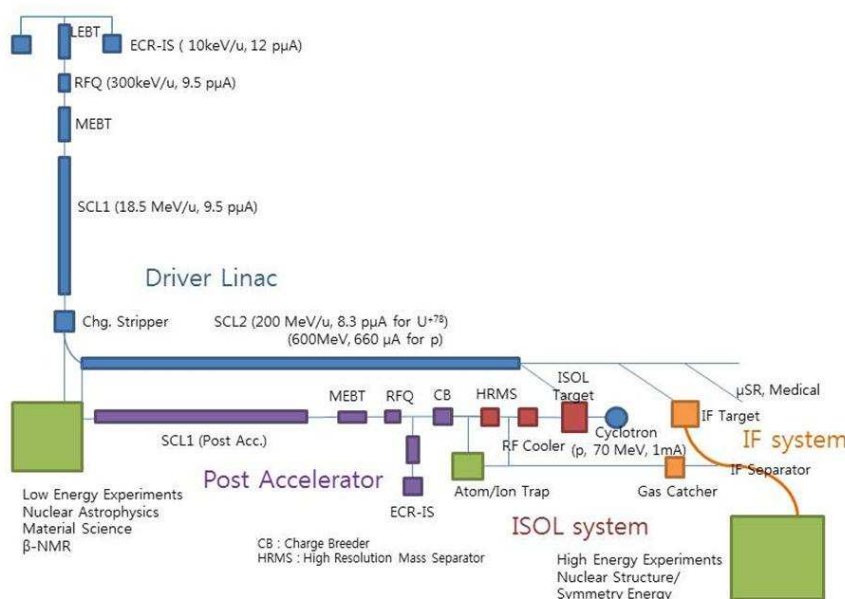 LEBT
ECR-IS ( 10keV/u, 12 pμA)
RFQ (300keV/u, 9.5 pμA)
MEBT
SCL1 (18.5 MeV/u, 9.5 pμA)
Driver Linac
Chg. Stripper
SCL2 (200 MeV/u, 8.3 pμA for U⁺⁷⁸)
(600MeV, 660 μA for p)
μSR, Medical
MEBT
RFQ
CB
HRMS
ISOL
Target
IF Target
SCL1 (Post Acc.)
RF Cooler
Cyclotron
(p, 70 MeV, 1mA)
IF system
Post Accelerator
IF Separator
ECR-IS
Atom/Ion Trap
Gas Catcher
Low Energy Experiments
Nuclear Astrophysics
Material Science
β-NMR
ISOL system
CB : Charge Breeder
HRMS : High Resolution Mass Separator
High Energy Experiments
Nuclear Structure/
Symmetry Energy